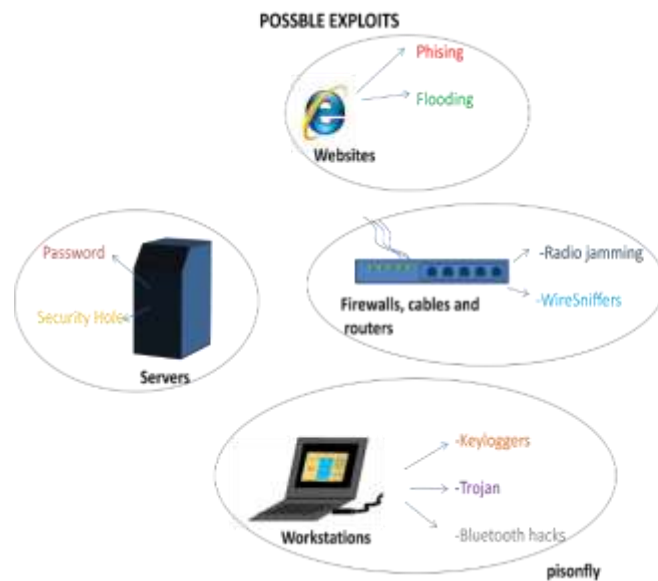 POSSBLE EXPLOITS
Phising
Flooding
Websites
Password
Security Hole
Servers
-Radio jamming
-WireSniffers
Firewalls, cables and
routers
-Keyloggers
-Trojan
-Bluetooth hacks
Workstations
pisonfly